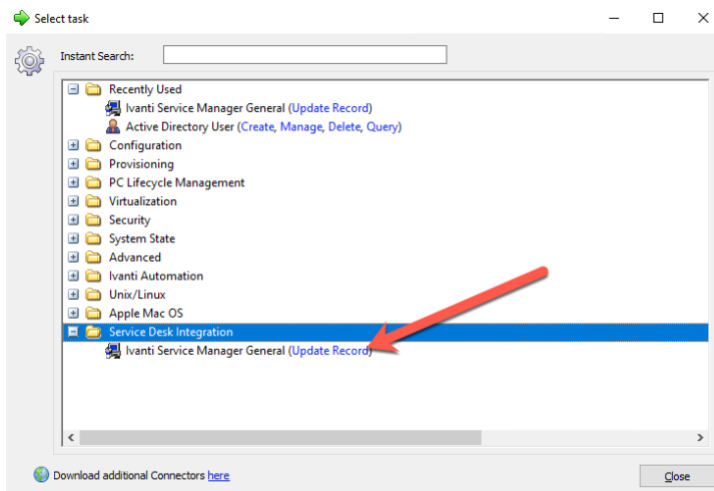 Select task
Instant Search:
Recently Used
Ivanti Service Manager General (Update Record)
Active Directory User (Create, Manage, Delete, Query)
Configuration
Provisioning
PC Lifecycle Management
Virtualization
Security
System State
Advanced
Ivanti Automation
Unix/Linux
Apple Mac OS
Service Desk Integration
Ivanti Service Manager General (Update Record)
Download additional Connectors here
Close